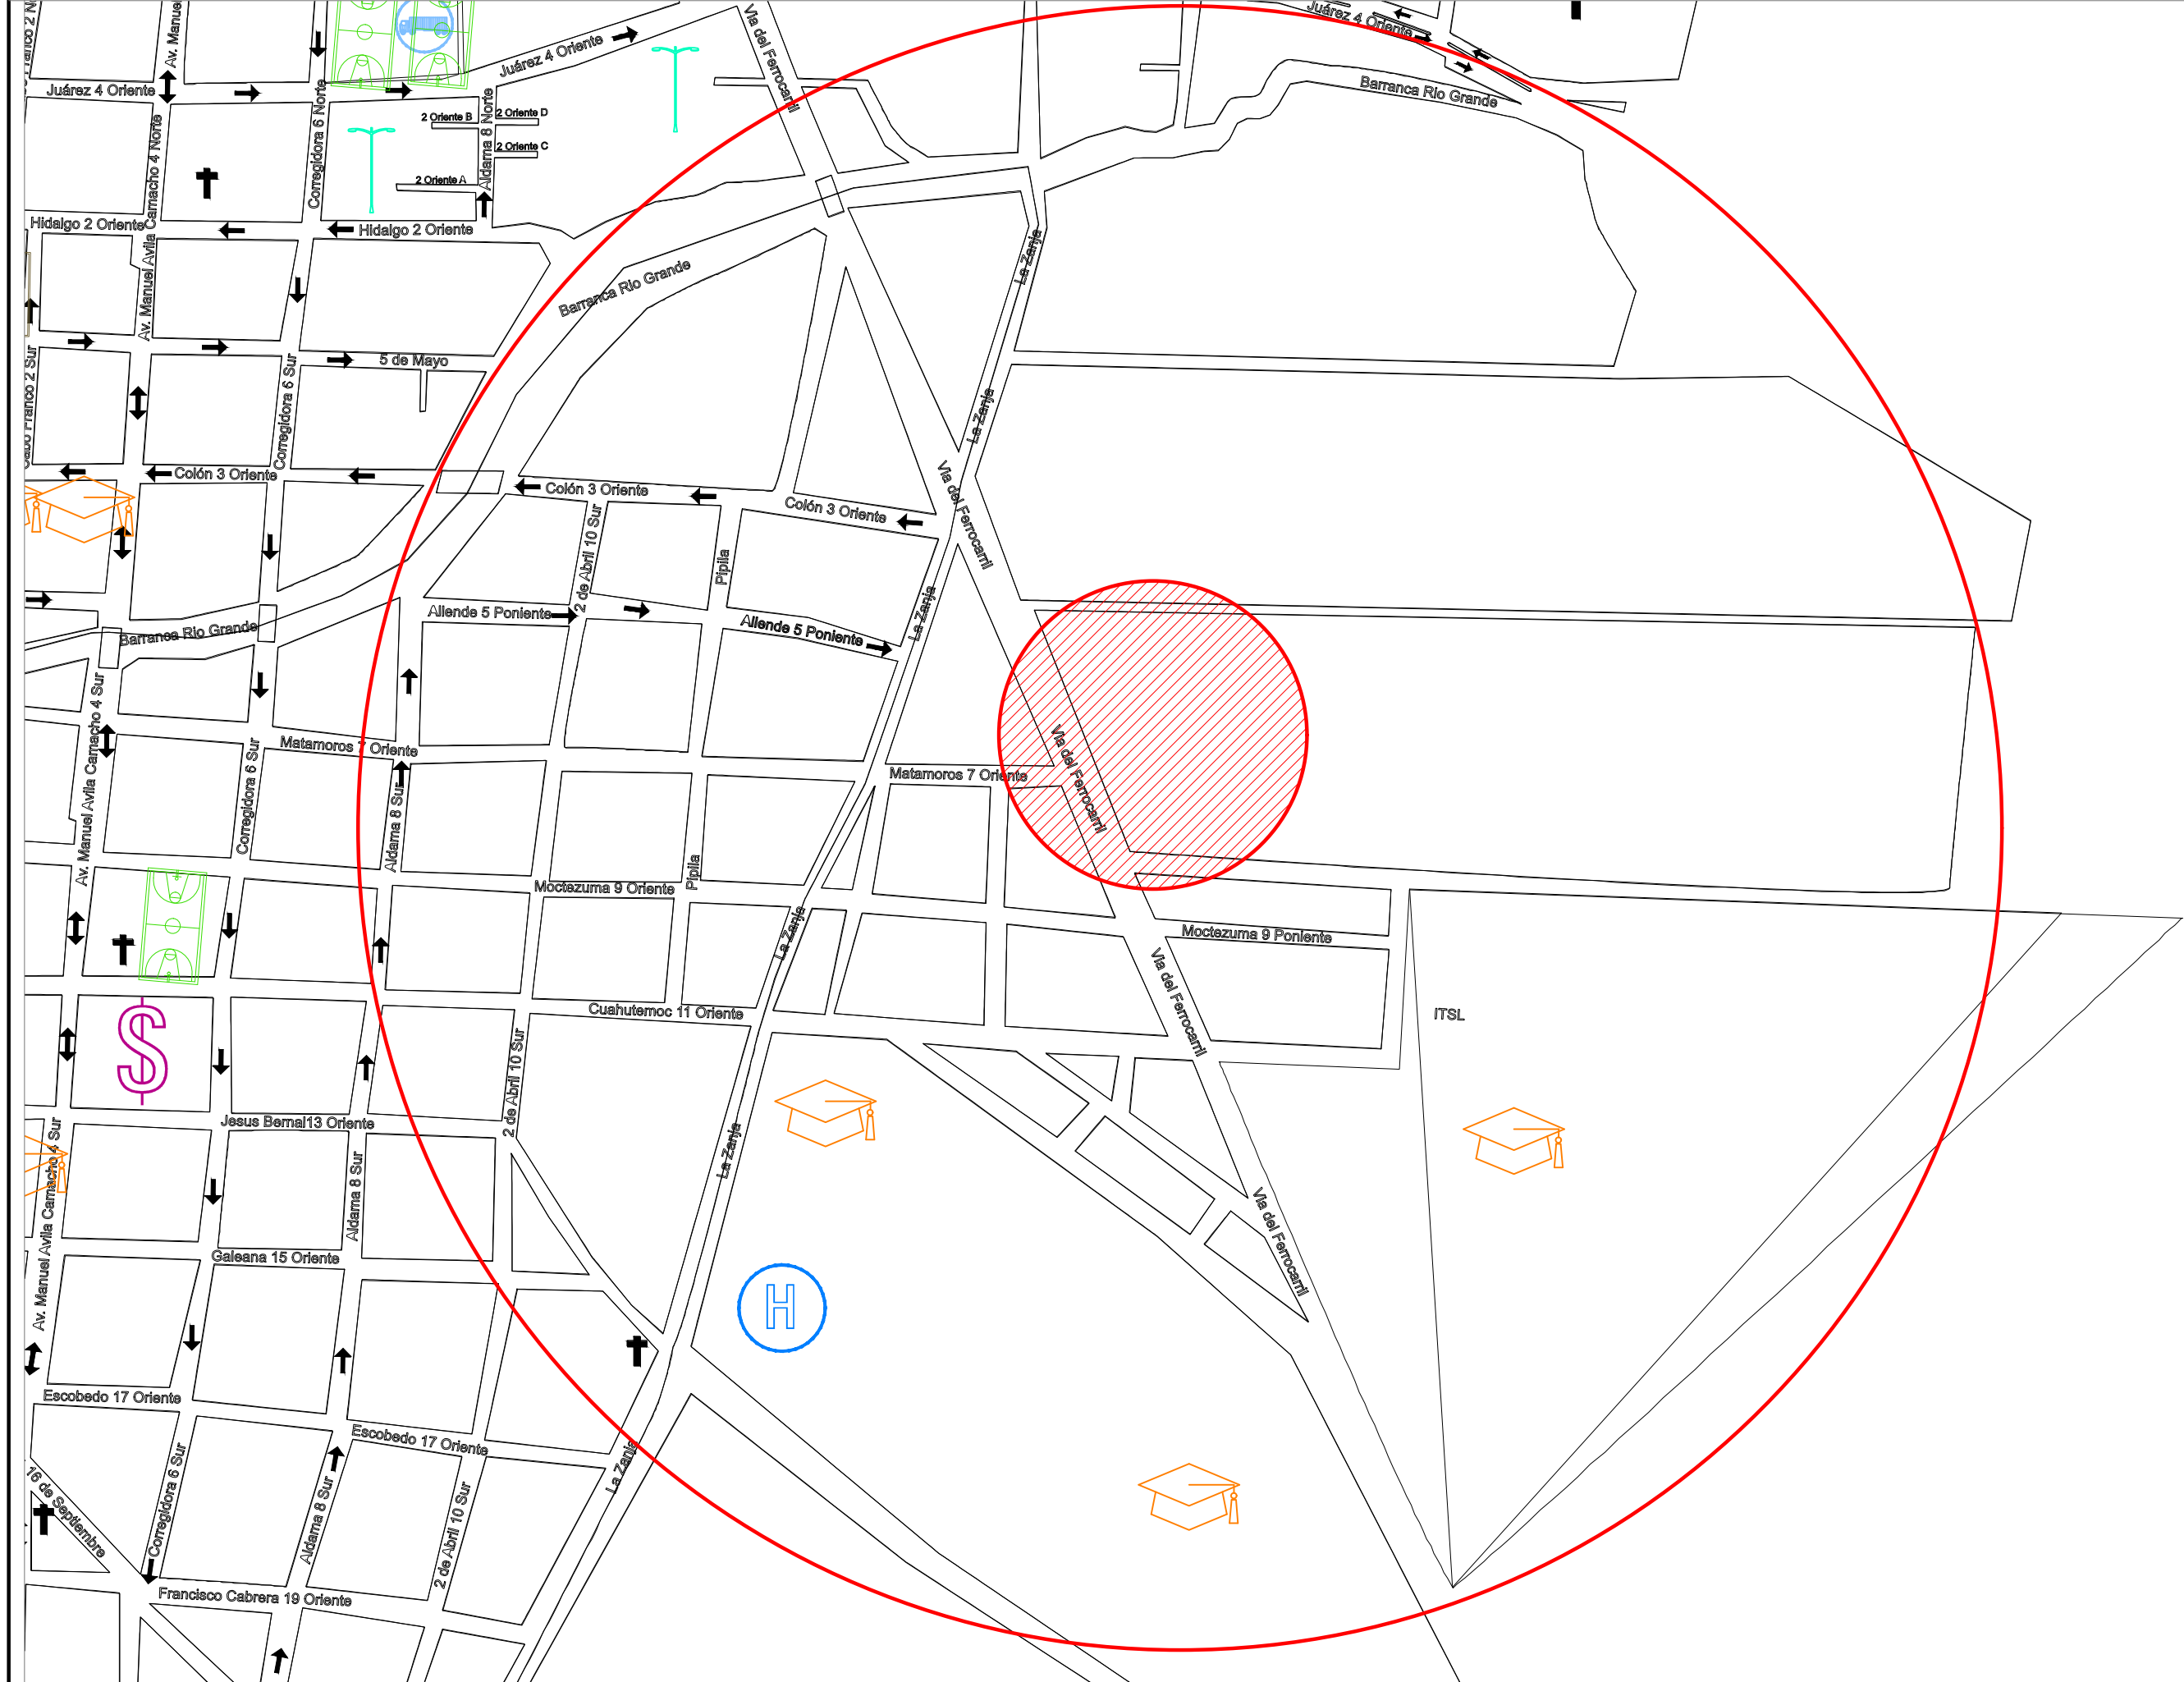 Av. Manuel
Via del Ferrocarril
Juárez 4 Oriente
Juárez 4 Oriente
Juárez 4 Oriente
Barranca Rio Grande
Corregidora 6 Norte
Camacho 4 Norte
Aldama 8 Norte
2 Oriente B
2 Oriente D
2 Oriente C
2 Oriente A
Hidalgo 2 Oriente
Hidalgo 2 Oriente
Av. Manuel Avila
La Zanja
Barranca Rio Grande
5 de Mayo
Franco 2 Sur
Corregidora 6 Sur
La Zanja
Colón 3 Oriente
Colón 3 Oriente
Colón 3 Oriente
Via del Ferrocarril
2 de Abril 10 Sur
Pipila
Allende 5 Poniente
Allende 5 Poniente
La Zanja
Barranca Rio Grande
Av. Manuel Avila Camacho 4 Sur
Corregidora 6 Sur
Matamoros 7 Oriente
Matamoros 7 Oriente
Via del Ferrocarril
Aldama 8 Sur
Pipila
Moctezuma 9 Oriente
La Zanja
Moctezuma 9 Poniente
Via del Ferrocarril
$
Cuahutemoc 11 Oriente
ITSL
2 de Abril 10 Sur
Jesus Bernal13 Oriente
La Zanja
Av. Manuel Avila Camacho 4 Sur
Aldama 8 Sur
Galeana 15 Oriente
Via del Ferrocarril
H
Escobedo 17 Oriente
Escobedo 17 Oriente
La Zanja
16 de Septiembre
Corregidora 6 Sur
Aldama 8 Sur
2 de Abril 10 Sur
Francisco Cabrera 19 Oriente